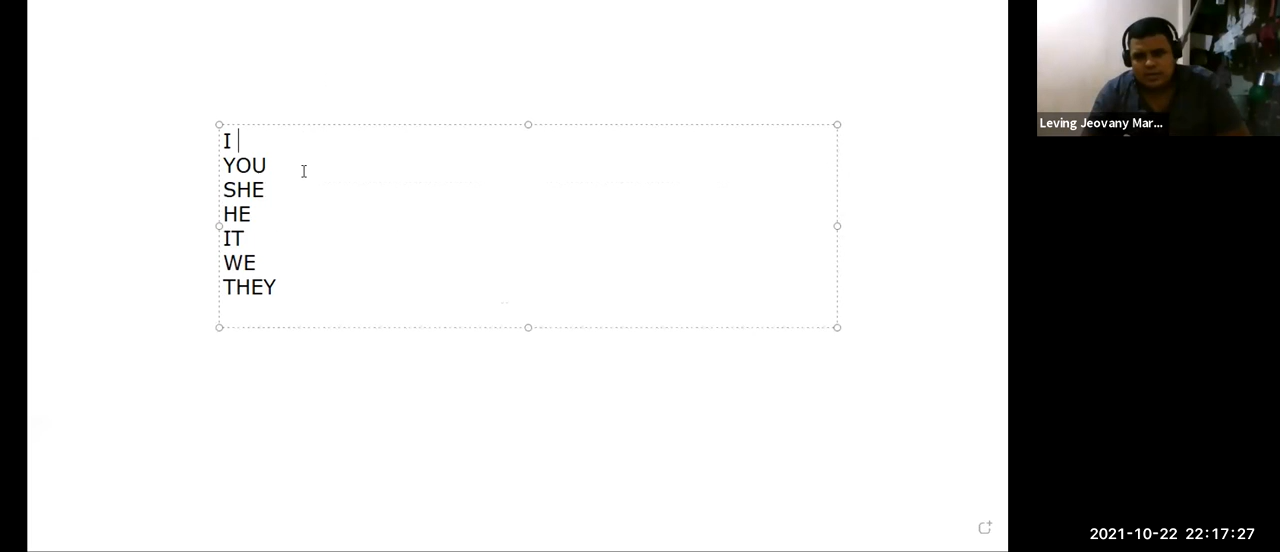 I
YOU
SHE
HE
IT
WE
THEY
Leving Jeovany Mar...
2021-10-22 22:17:27